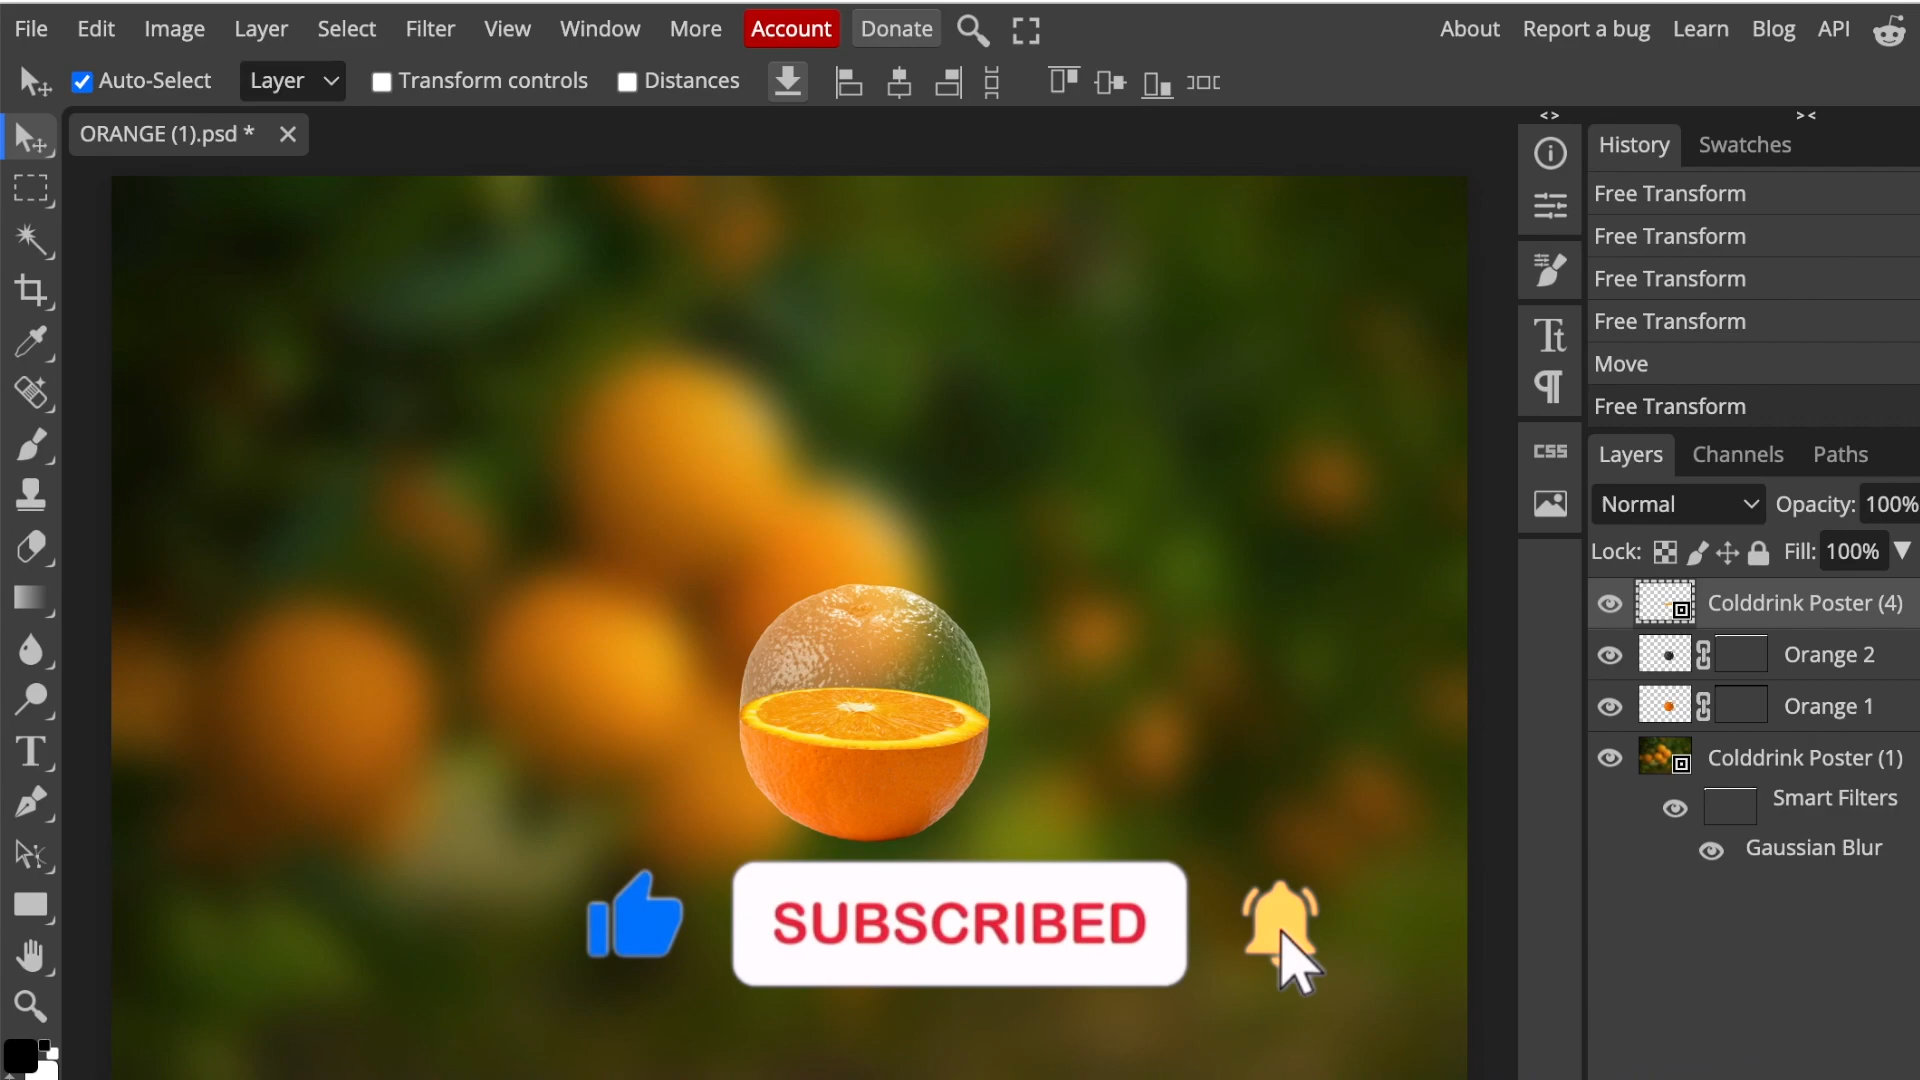 File Edit Image Layer Select Filter View Window More Account Donate About Report a bug Learn Blog API
Auto-Select Layer Transform controls Distances
ORANGE (1).psd *
History Swatches
Free Transform
Free Transform
Free Transform
Free Transform
Move
Free Transform
Layers Channels Paths
Normal Opacity: 100%
Lock: Fill: 100%
Colddrink Poster (4)
Orange 2
Orange 1
Colddrink Poster (1)
Smart Filters
Gaussian Blur
CSS
SUBSCRIBED